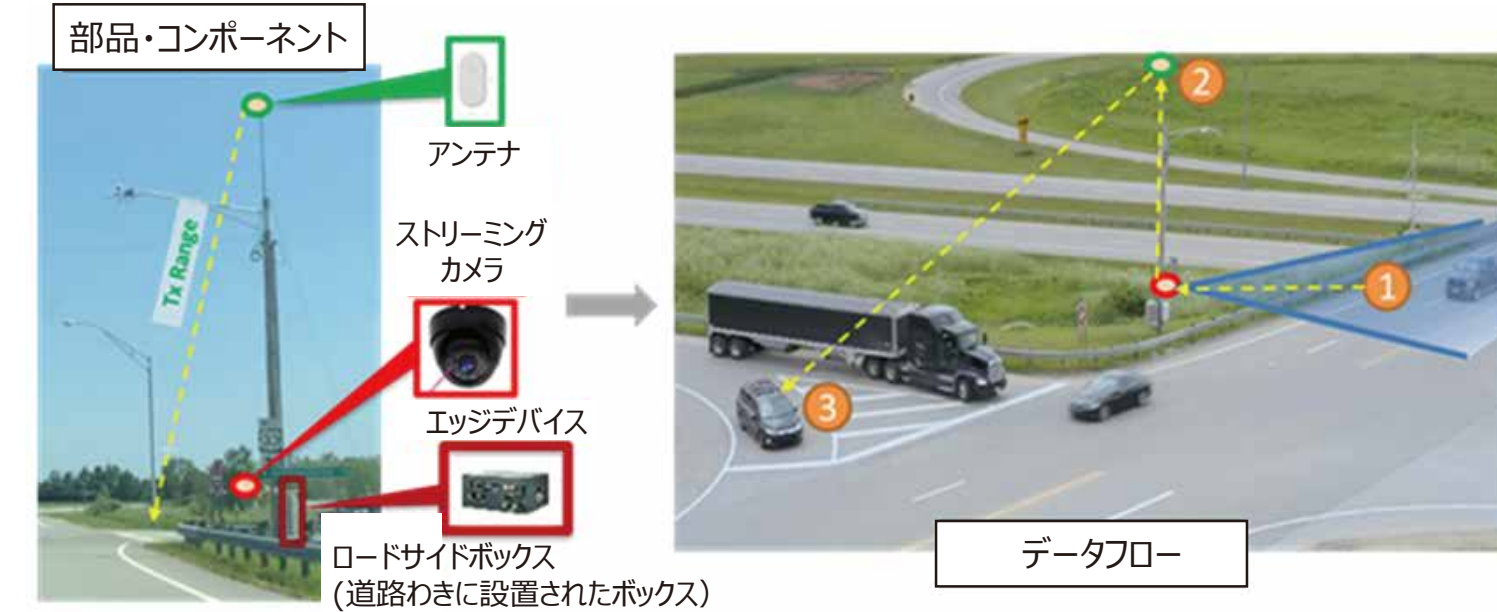 部品・コンポーネント
アンテナ
Tx Range
ストリーミング
カメラ
エッジデバイス
ロードサイドボックス
(道路わきに設置されたボックス）
2
1
3
データフロー